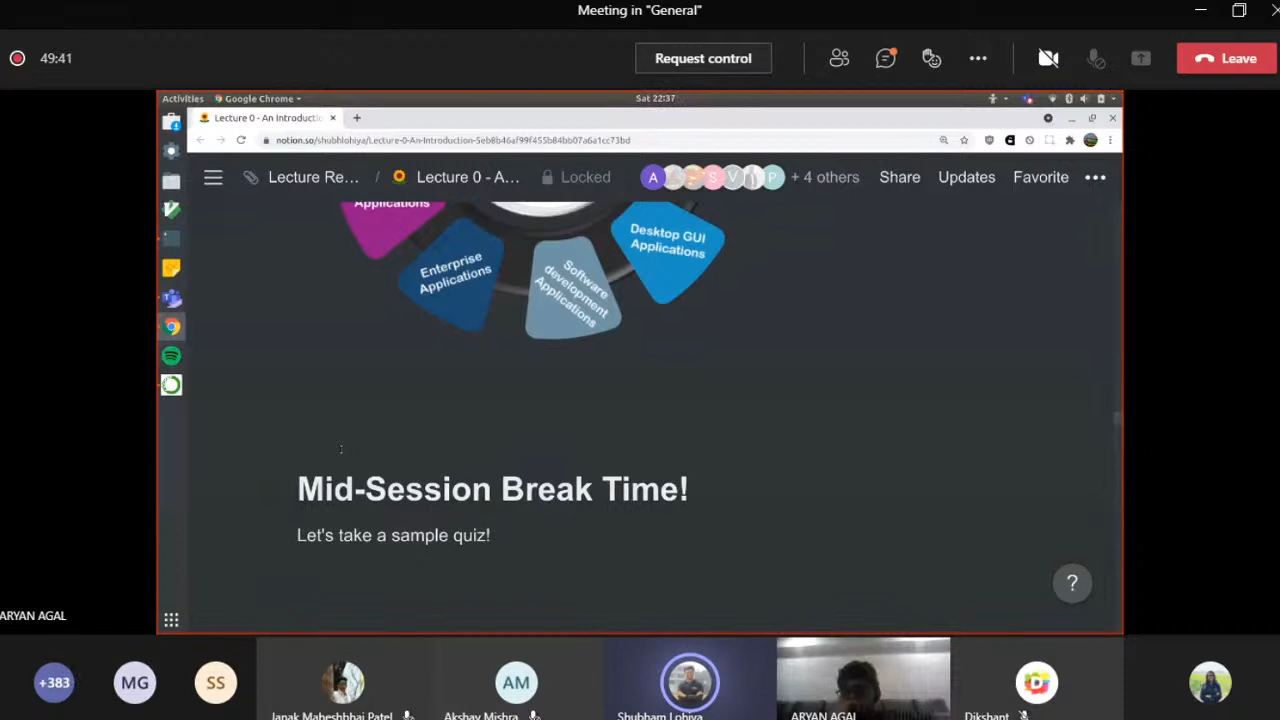 Meeting in "General"
49:41
Request control
Leave
Activities
Google Chrome
Sat 22:37
Lecture 0 - An Introductio
notion.so/shubhlohiya/Lecture-0-An-Introduction-5eb8b46af99f455b84bb07a6a1cc73bd
Lecture Re... / Lecture 0 - A... Locked
A S V P + 4 others
Share Updates Favorite
Applications
Desktop GUI
Applications
Enterprise
Applications
Software
development
Applications
Mid-Session Break Time!
Let's take a sample quiz!
?
ARYAN AGAL
+383
MG
SS
AM
Janak Maheshbhai Patel
Akshay Mishra
Shubham Lohiya
ARYAN AGAL
Dikshant